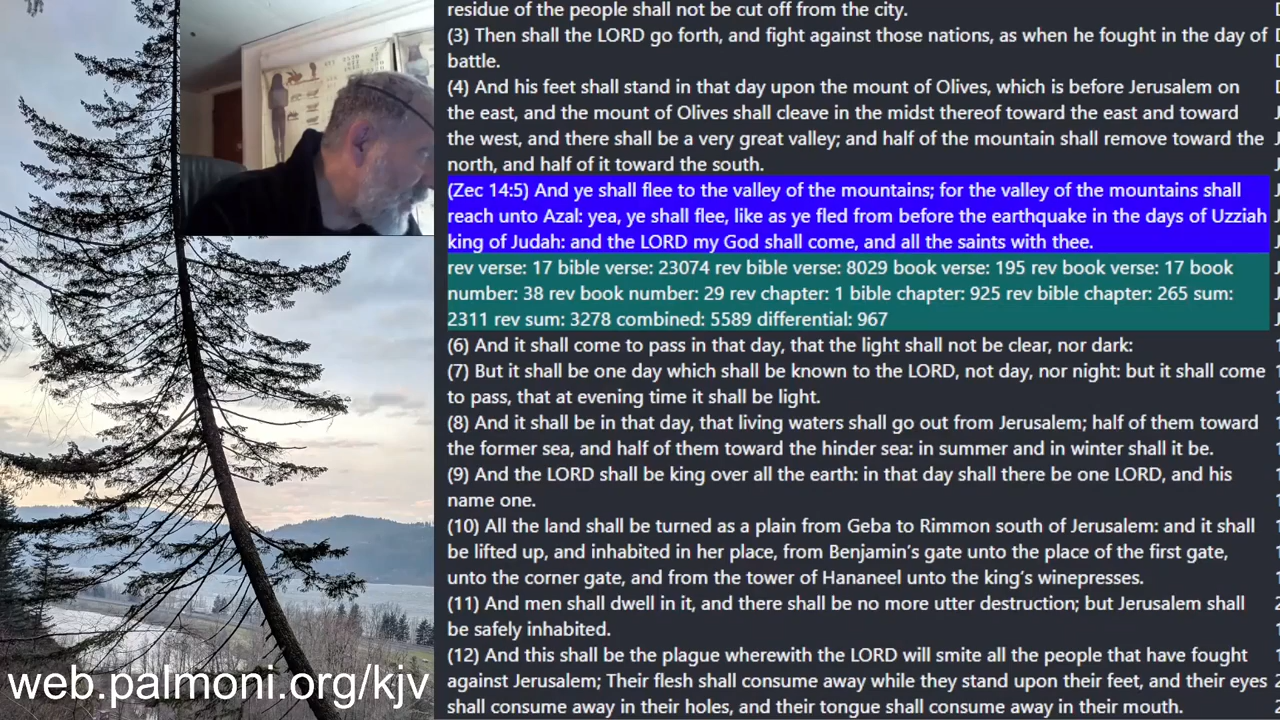 residue of the people shall not be cut off from the city.
(3) Then shall the LORD go forth, and fight against those nations, as when he fought in the day of
battle.
(4) And his feet shall stand in that day upon the mount of Olives, which is before Jerusalem on
the east, and the mount of Olives shall cleave in the midst thereof toward the east and toward
the west, and there shall be a very great valley; and half of the mountain shall remove toward the
north, and half of it toward the south.
(Zec 14:5) And ye shall flee to the valley of the mountains; for the valley of the mountains shall
reach unto Azal: yea, ye shall flee, like as ye fled from before the earthquake in the days of Uzziah
king of Judah: and the LORD my God shall come, and all the saints with thee.
rev verse: 17 bible verse: 23074 rev bible verse: 8029 book verse: 195 rev book verse: 17 book
number: 38 rev book number: 29 rev chapter: 1 bible chapter: 925 rev bible chapter: 265 sum:
2311 rev sum: 3278 combined: 5589 differential: 967
(6) And it shall come to pass in that day, that the light shall not be clear, nor dark:
(7) But it shall be one day which shall be known to the LORD, not day, nor night: but it shall come
to pass, that at evening time it shall be light.
(8) And it shall be in that day, that living waters shall go out from Jerusalem; half of them toward
the former sea, and half of them toward the hinder sea: in summer and in winter shall it be.
(9) And the LORD shall be king over all the earth: in that day shall there be one LORD, and his
name one.
(10) All the land shall be turned as a plain from Geba to Rimmon south of Jerusalem: and it shall
be lifted up, and inhabited in her place, from Benjamin’s gate unto the place of the first gate,
unto the corner gate, and from the tower of Hananeel unto the king’s winepresses.
(11) And men shall dwell in it, and there shall be no more utter destruction; but Jerusalem shall
be safely inhabited.
(12) And this shall be the plague wherewith the LORD will smite all the people that have fought
against Jerusalem; Their flesh shall consume away while they stand upon their feet, and their eyes
shall consume away in their holes, and their tongue shall consume away in their mouth.
web.palmoni.org/kjv